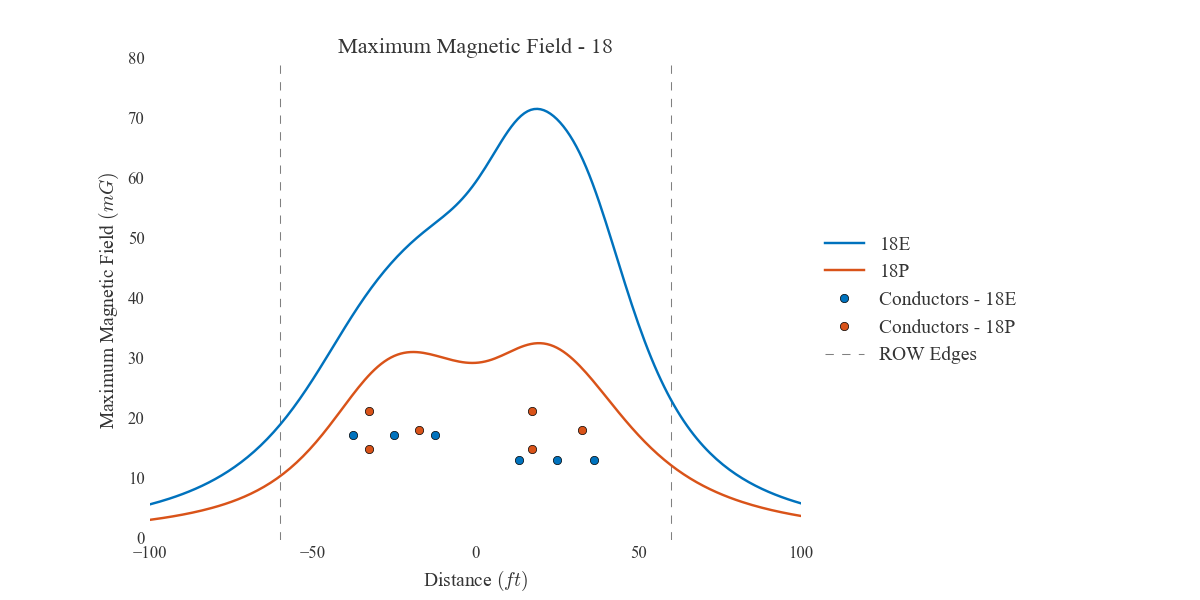 Maximum Magnetic Field - 18
80
70
60
50
40
30
20
10
0
Maximum Magnetic Field (mG)
−100
−50
0
50
100
Distance (ft)
18E
18P
Conductors - 18E
Conductors - 18P
ROW Edges